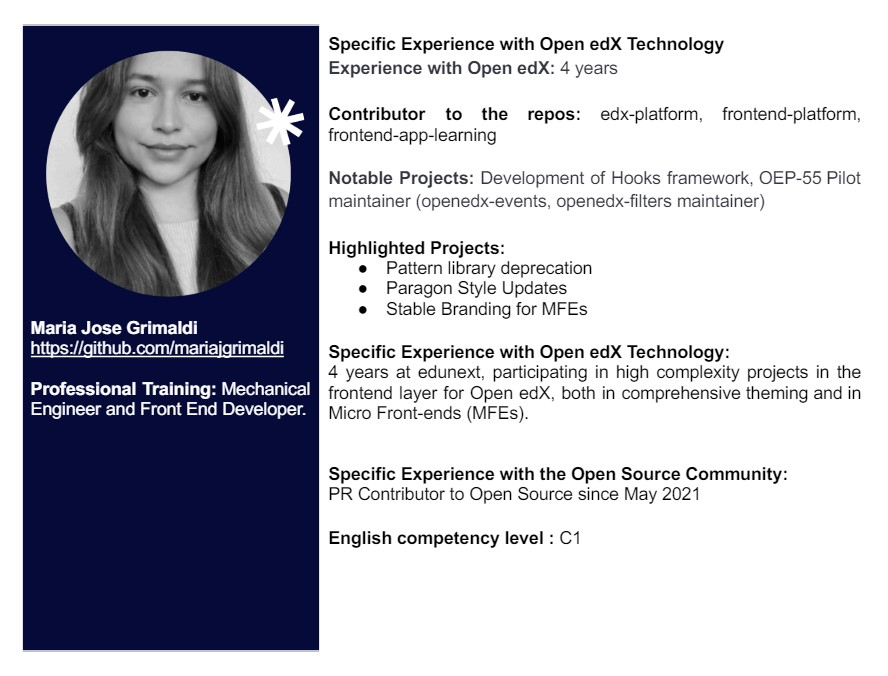 Maria Jose Grimaldi
https://github.com/mariajgrimaldi
Professional Training: Mechanical
Engineer and Front End Developer.
Specific Experience with Open edX Technology
Experience with Open edX: 4 years
Contributor to the repos: edx-platform, frontend-platform,
frontend-app-learning
Notable Projects: Development of Hooks framework, OEP-55 Pilot
maintainer (openedx-events, openedx-filters maintainer)
Highlighted Projects:
● Pattern library deprecation
● Paragon Style Updates
● Stable Branding for MFEs
Specific Experience with Open edX Technology:
4 years at edunext, participating in high complexity projects in the
frontend layer for Open edX, both in comprehensive theming and in
Micro Front-ends (MFEs).
Specific Experience with the Open Source Community:
PR Contributor to Open Source since May 2021
English competency level : C1